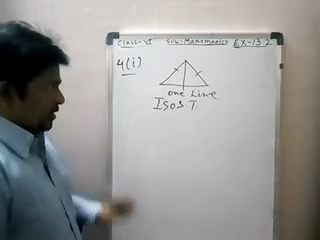 Class-VI Sub-Mathematics Ex-13.2
4(i)
one Line
Isos. T.